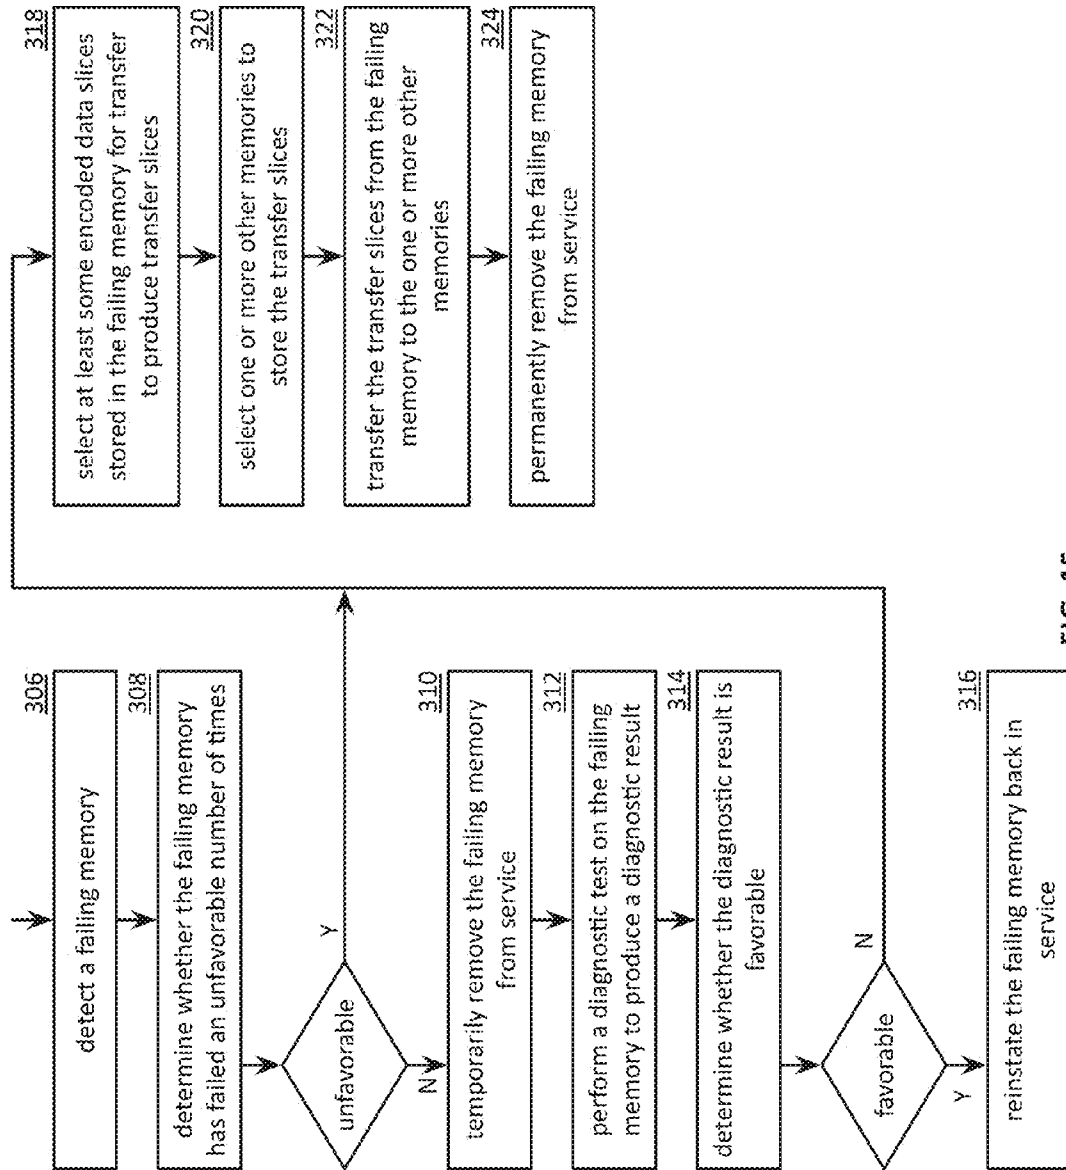 306
detect a failing memory
308
determine whether the failing memory
has failed an unfavorable number of times
unfavorable
Y
N
310
temporarily remove the failing memory
from service
312
perform a diagnostic test on the failing
memory to produce a diagnostic result
314
determine whether the diagnostic result is
favorable
favorable
N
Y
316
reinstate the failing memory back in
service
318
select at least some encoded data slices
stored in the failing memory for transfer
to produce transfer slices
320
select one or more other memories to
store the transfer slices
322
transfer the transfer slices from the failing
memory to the one or more other
memories
324
permanently remove the failing memory
from service